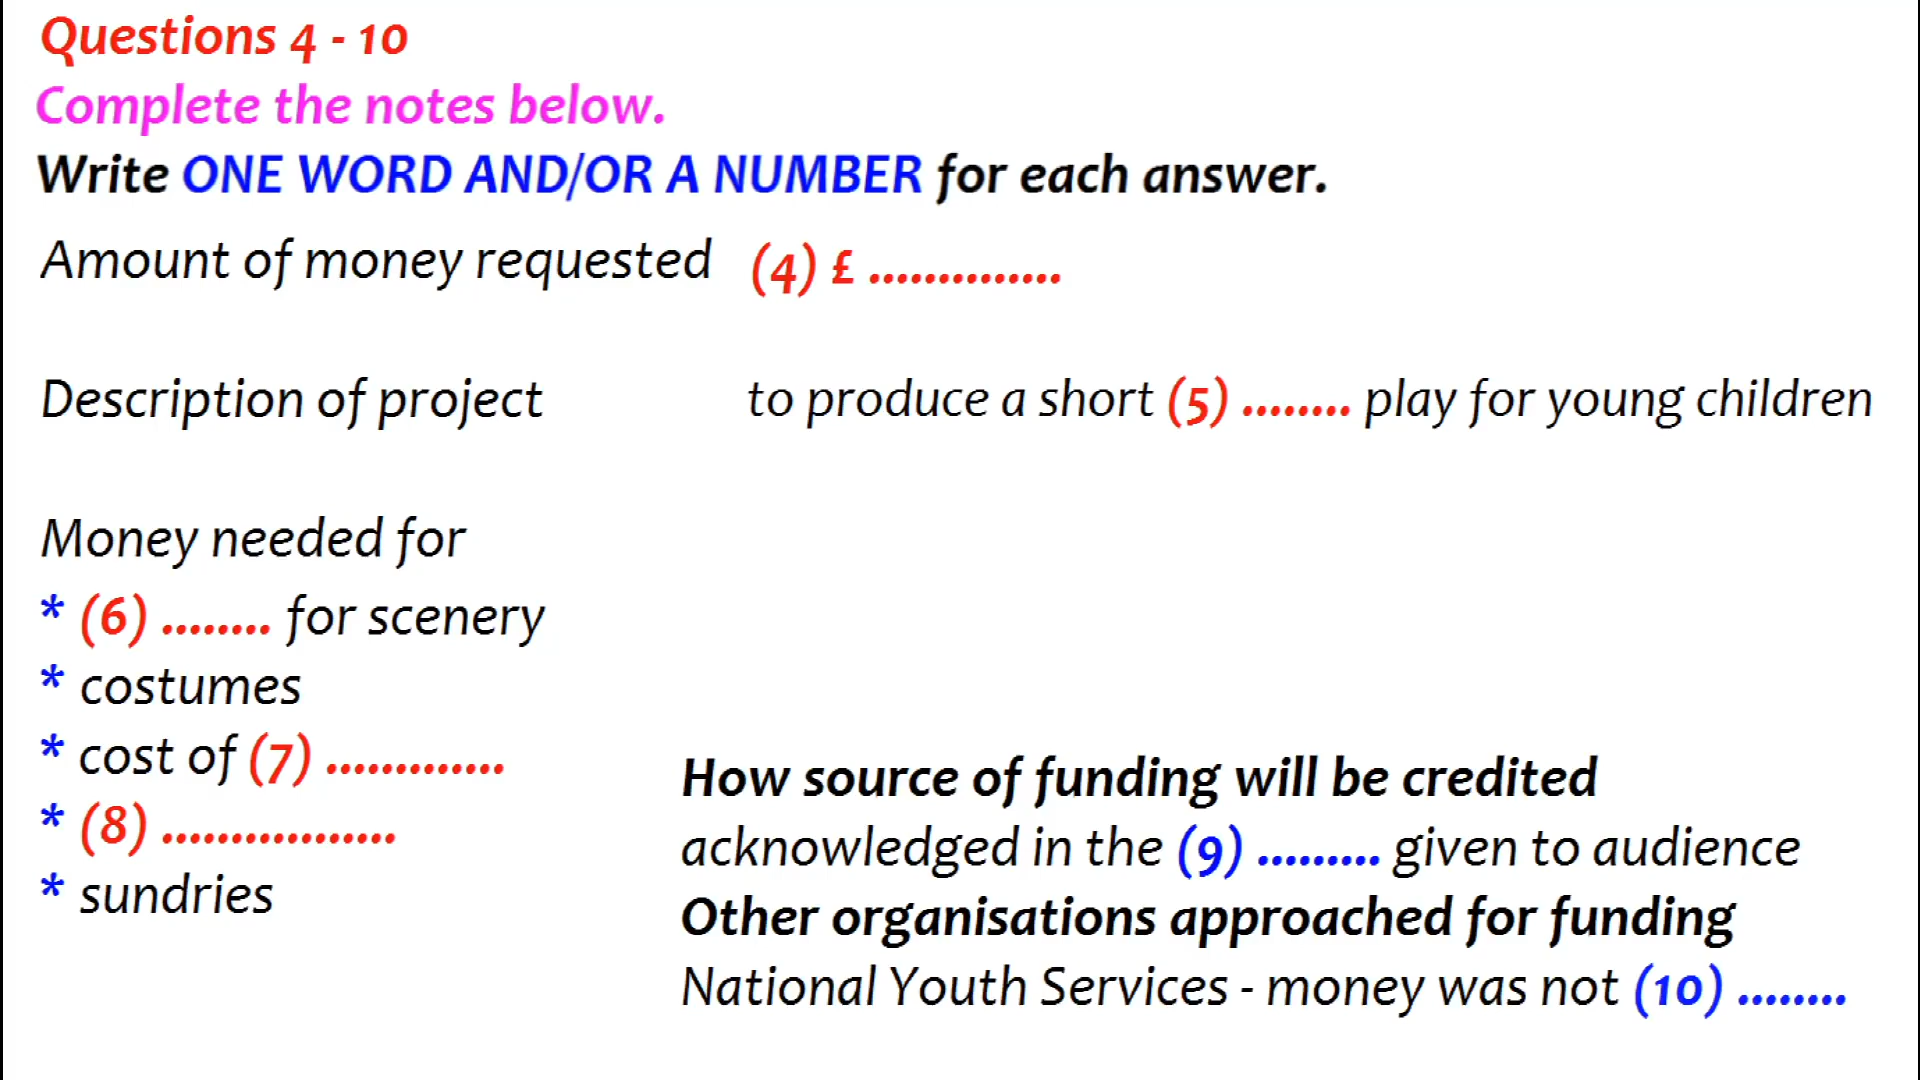 Questions 4 - 10
Complete the notes below.
Write ONE WORD AND/OR A NUMBER for each answer.
Amount of money requested (4) £ ..............
Description of project to produce a short (5) ........ play for young children
Money needed for
* (6) ........ for scenery
* costumes
* cost of (7) .............
* (8) .................
* sundries
How source of funding will be credited
acknowledged in the (9) ......... given to audience
Other organisations approached for funding
National Youth Services - money was not (10) ........